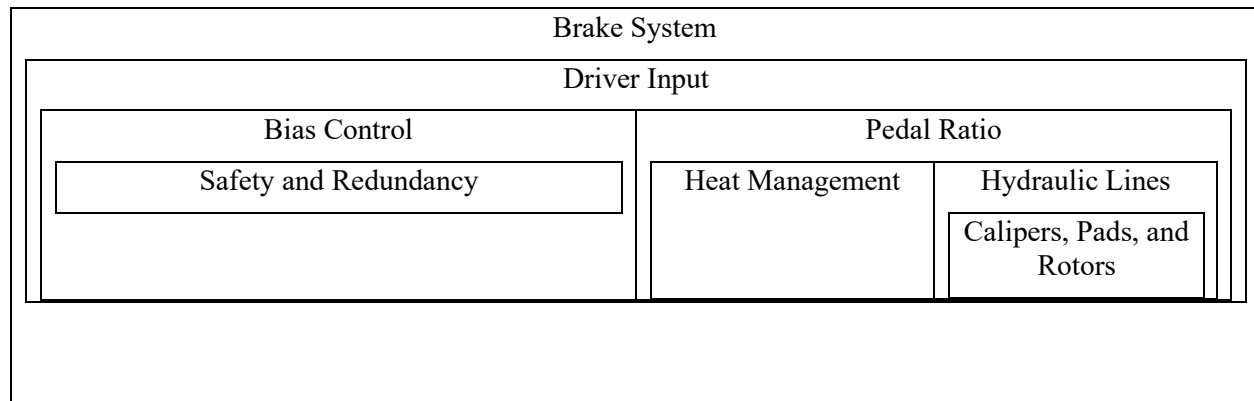 Brake System
Driver Input
Bias Control
Pedal Ratio
Safety and Redundancy
Heat Management
Hydraulic Lines
Calipers, Pads, and
Rotors